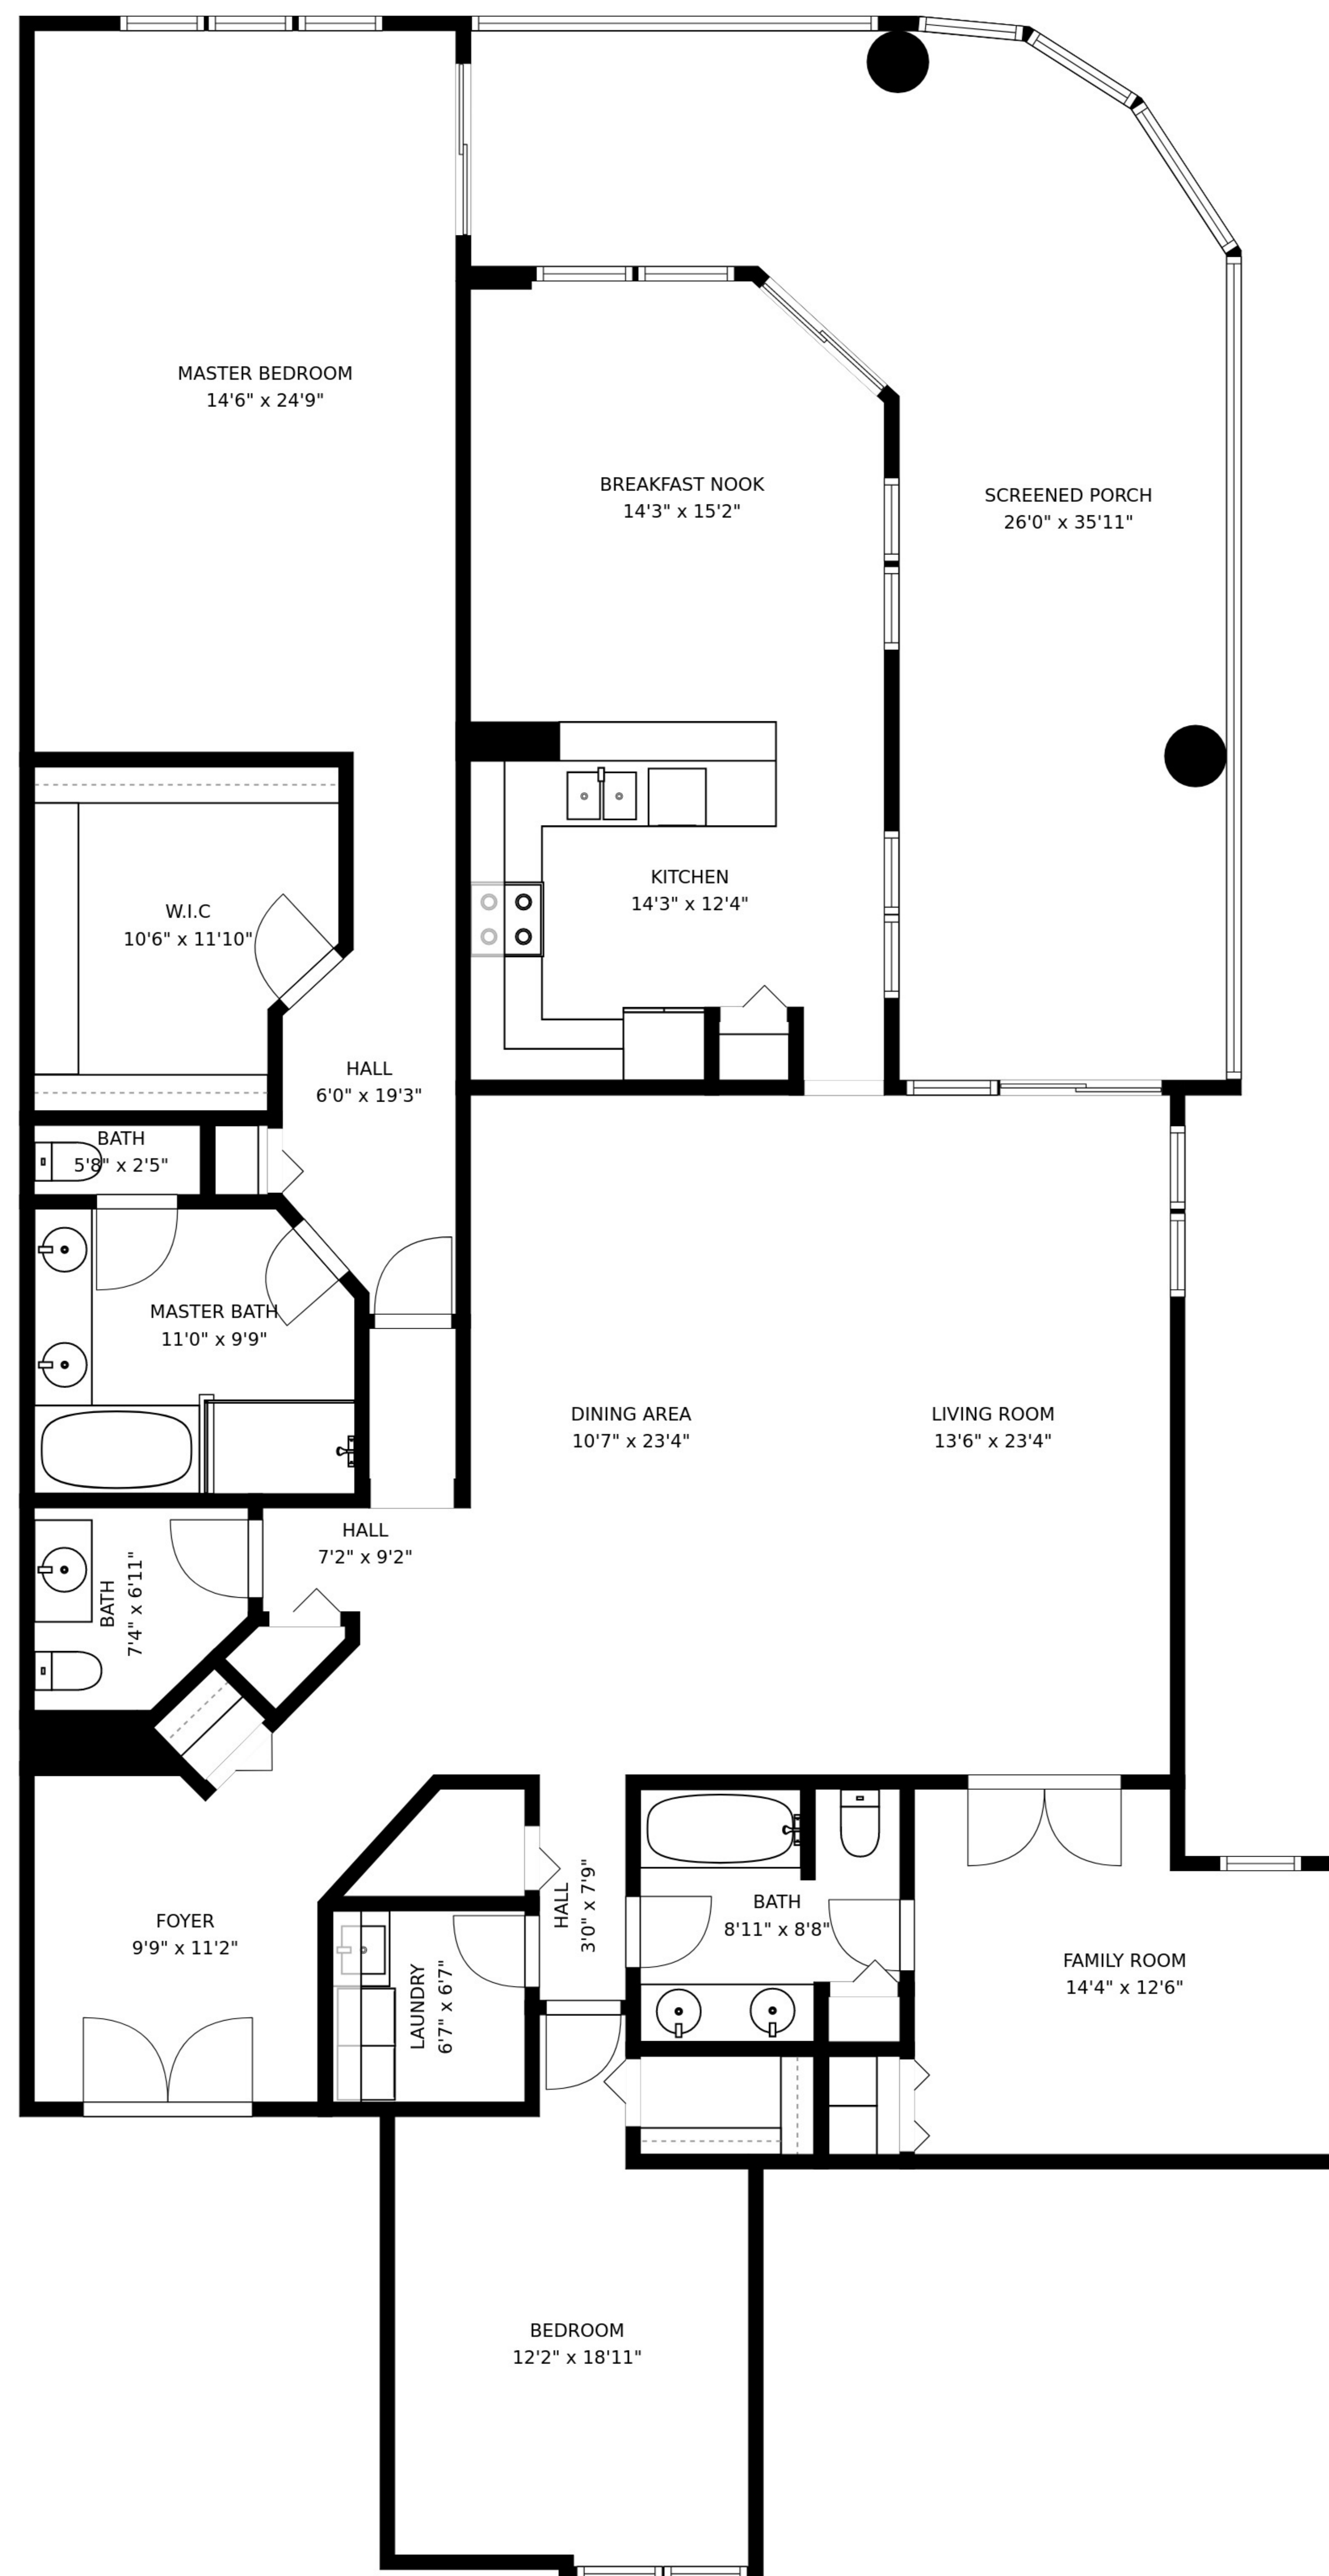 MASTER BEDROOM
14'6" x 24'9"
BREAKFAST NOOK
14'3" x 15'2"
SCREENED PORCH
26'0" x 35'11"
KITCHEN
14'3" x 12'4"
W.I.C
10'6" x 11'10"
HALL
6'0" x 19'3"
BATH
5'8" x 2'5"
MASTER BATH
11'0" x 9'9"
DINING AREA
10'7" x 23'4"
LIVING ROOM
13'6" x 23'4"
HALL
7'2" x 9'2"
BATH
7'4" x 6'11"
FOYER
9'9" x 11'2"
HALL
3'0" x 7'9"
BATH
8'11" x 8'8"
LAUNDRY
6'7" x 6'7"
FAMILY ROOM
14'4" x 12'6"
BEDROOM
12'2" x 18'11"